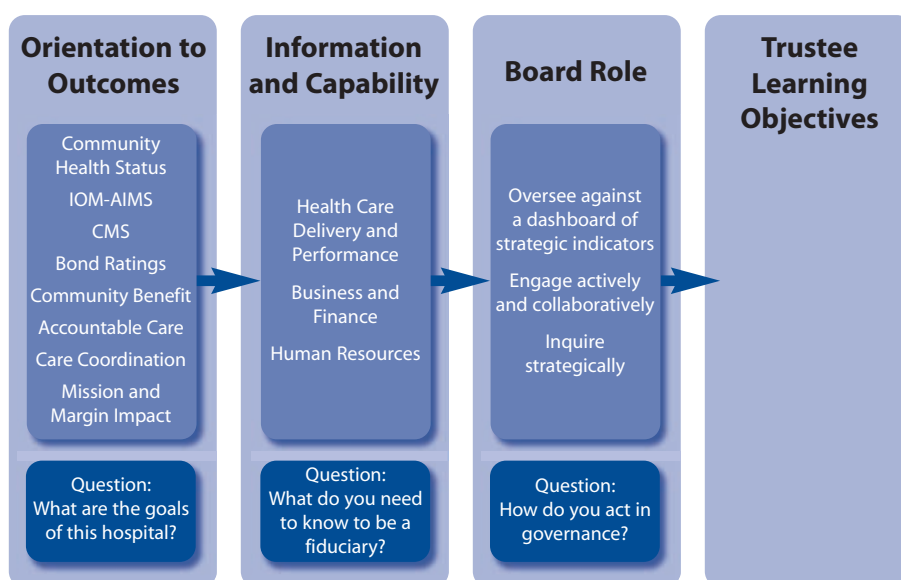 Orientation to
Outcomes
Community
Health Status
IOM-AIMS
CMS
Bond Ratings
Community Benefit
Accountable Care
Care Coordination
Mission and
Margin Impact
Question:
What are the goals
of this hospital?
Information
and Capability
Health Care
Delivery and
Performance
Business and
Finance
Human Resources
Question:
What do you need
to know to be a
fiduciary?
Board Role
Oversee against
a dashboard of
strategic indicators
Engage actively
and collaboratively
Inquire
strategically
Question:
How do you act in
governance?
Trustee
Learning
Objectives